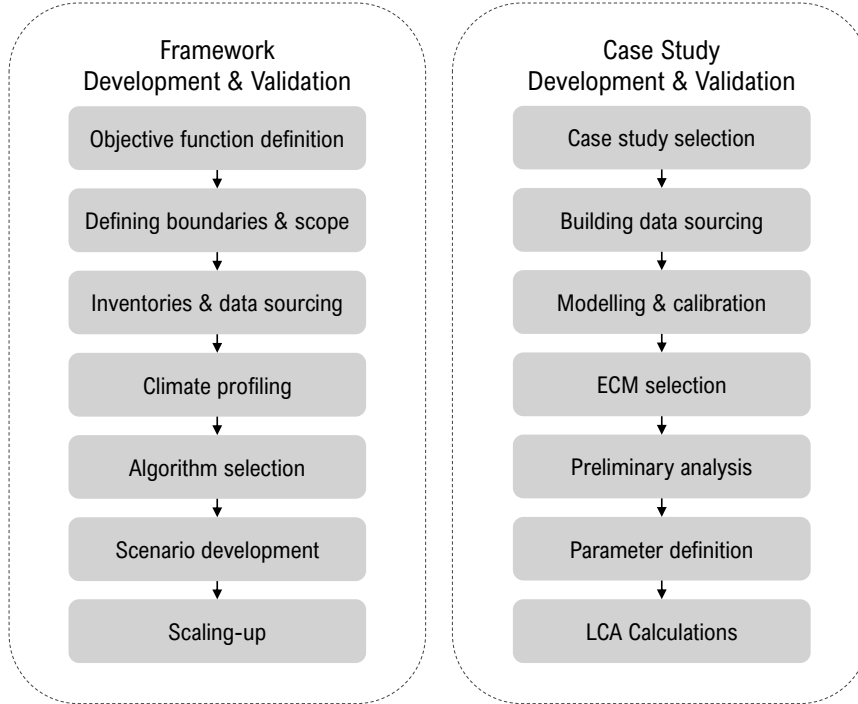 Framework
Development & Validation
Objective function definition
Defining boundaries & scope
Inventories & data sourcing
Climate profiling
Algorithm selection
Scenario development
Scaling-up
Case Study
Development & Validation
Case study selection
Building data sourcing
Modelling & calibration
ECM selection
Preliminary analysis
Parameter definition
LCA Calculations